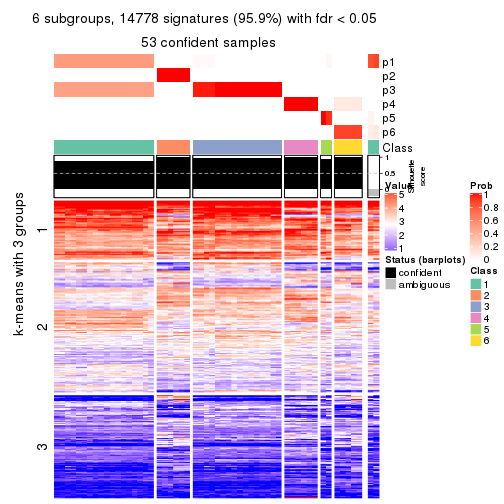 6 subgroups, 14778 signatures (95.9%) with fdr < 0.05
53 confident samples
p1
p2
p3
p4
p5
p6
Class
1
0.5
0
Silhouette
score
k-means with 3 groups
1
2
3
Value
5
4
3
2
1
Status (barplots)
confident
ambiguous
Prob
1
0.8
0.6
0.4
0.2
0
Class
1
2
3
4
5
6